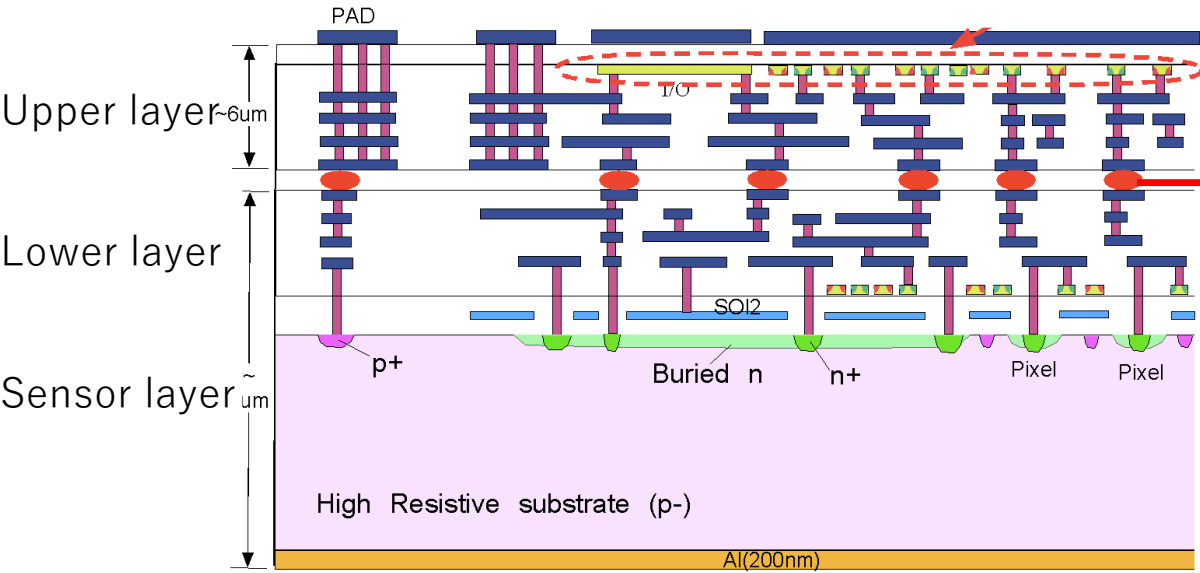 PAD
Upper layer
~6um
I/O
Lower layer
SOI2
p+
Buried n
n+
Pixel
Pixel
Sensor layer
~
um
High Resistive substrate (p-)
Al(200nm)